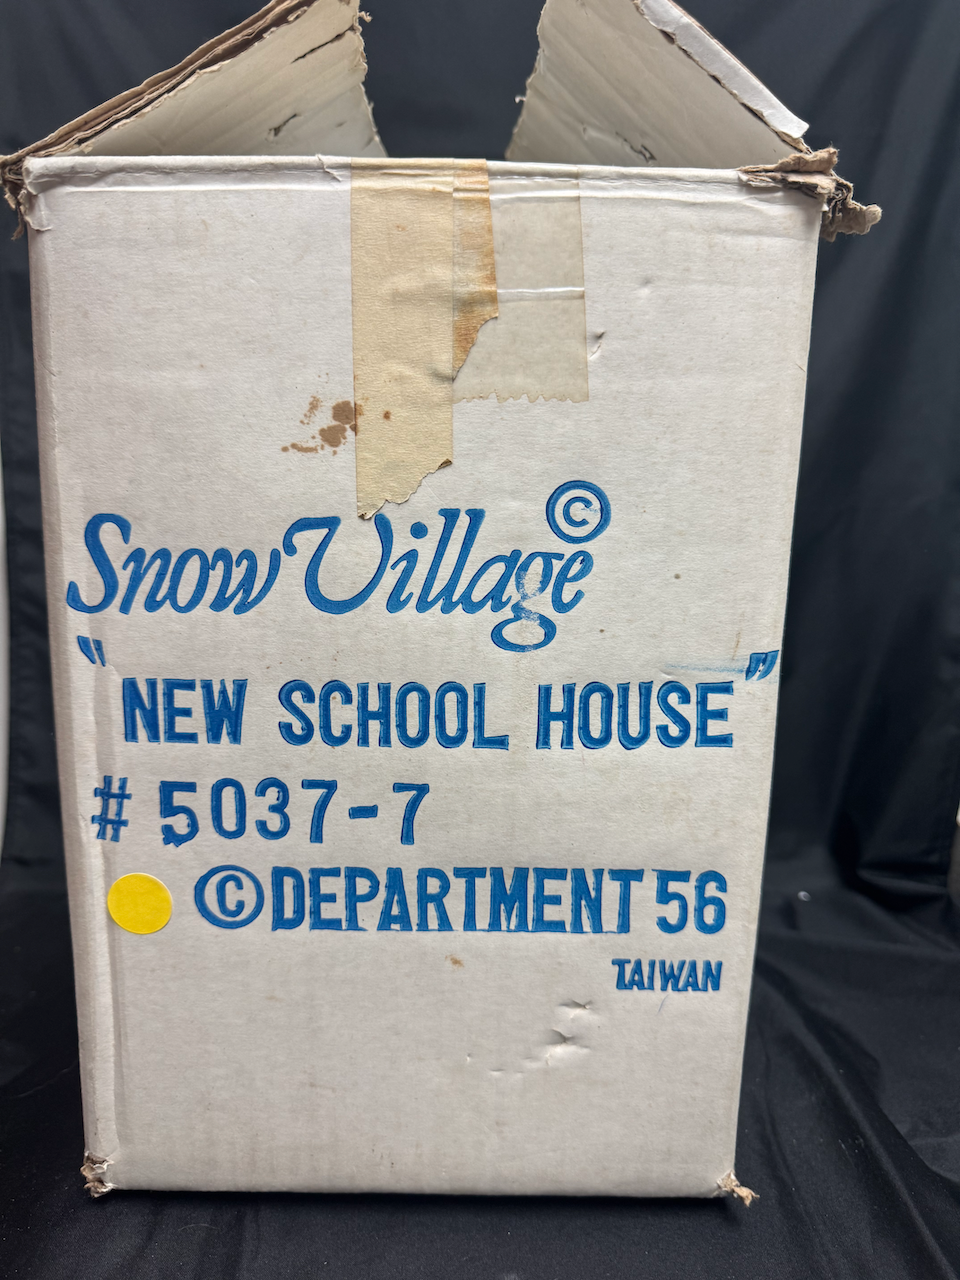 Snow Village ©
"NEW SCHOOL HOUSE"
# 5037-7
© DEPARTMENT 56
TAIWAN